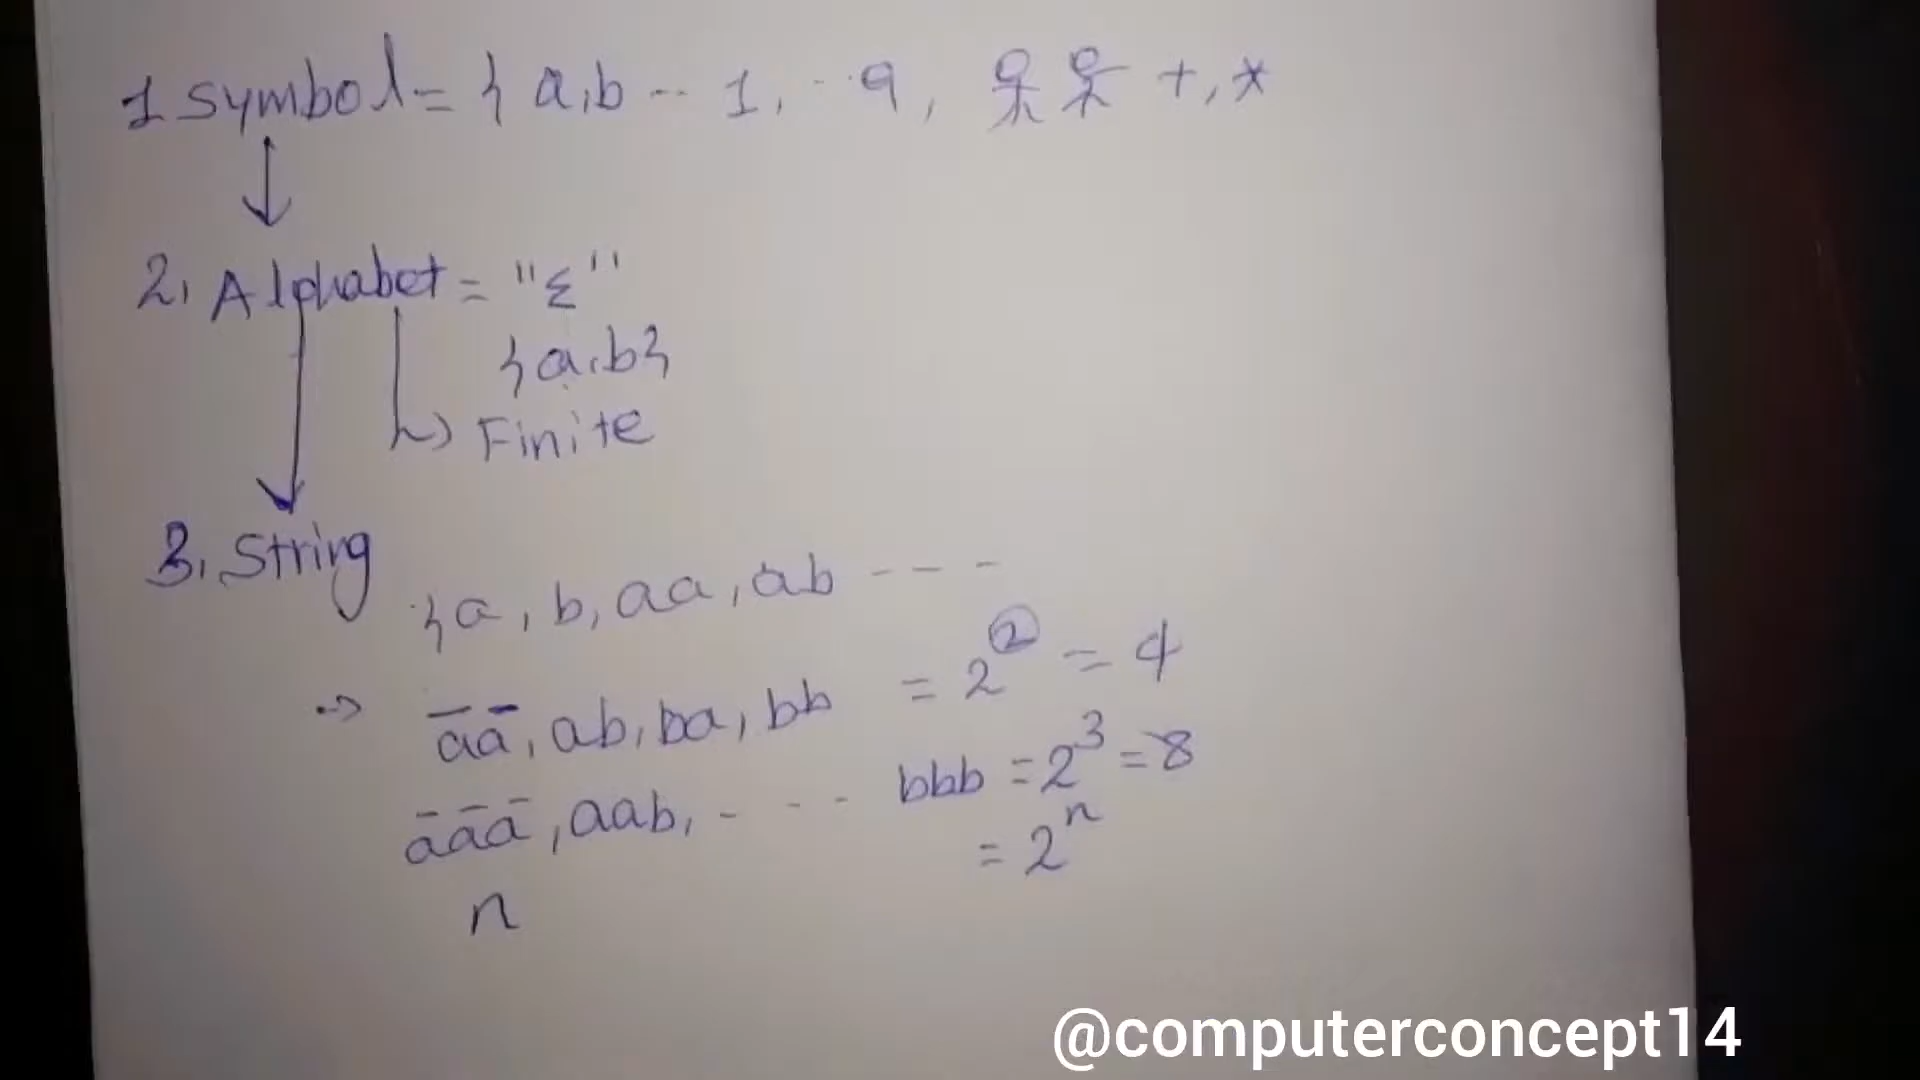 1 Symbol = { a, b -- 1, -- 9, +, *
2. Alphabet = "Σ"
{a, b}
Finite
3. String
{a, b, aa, ab ---
aa, ab, ba, bb = 2^2 = 4
aaa, aab, - - - - bbb = 2^3 = 8
= 2^n
n
@computerconcept14